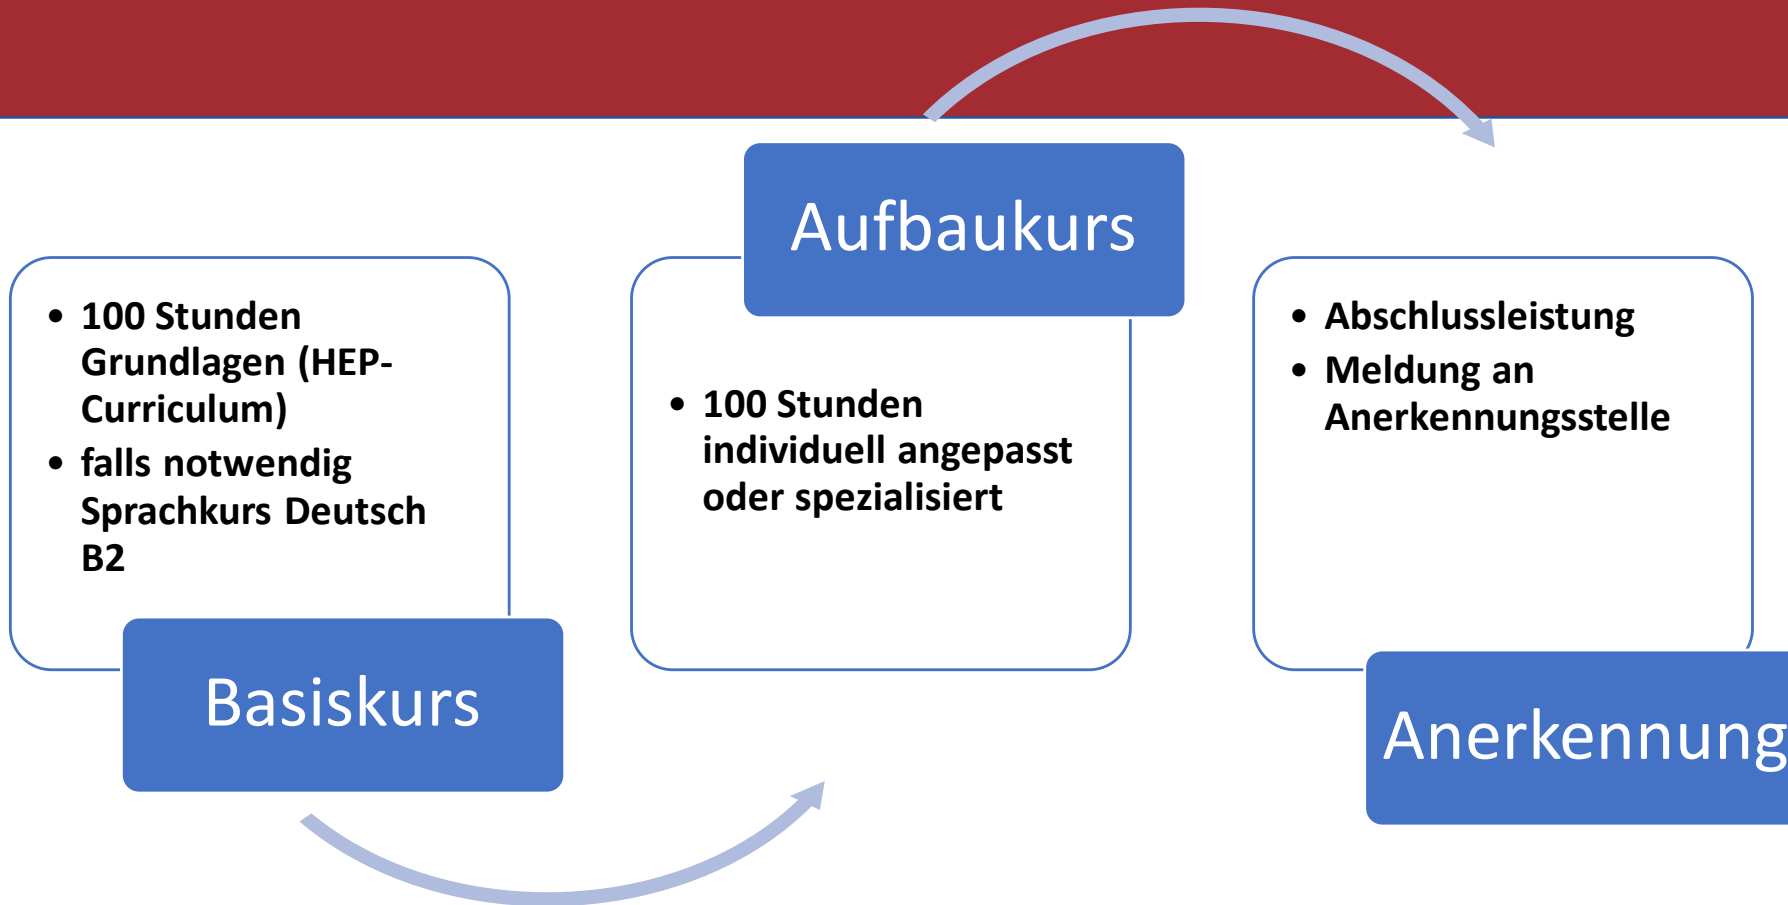 • 100 Stunden
Grundlagen (HEP-
Curriculum)
• falls notwendig
Sprachkurs Deutsch
B2
Basiskurs
Aufbaukurs
• 100 Stunden
individuell angepasst
oder spezialisiert
• Abschlussleistung
• Meldung an
Anerkennungsstelle
Anerkennung